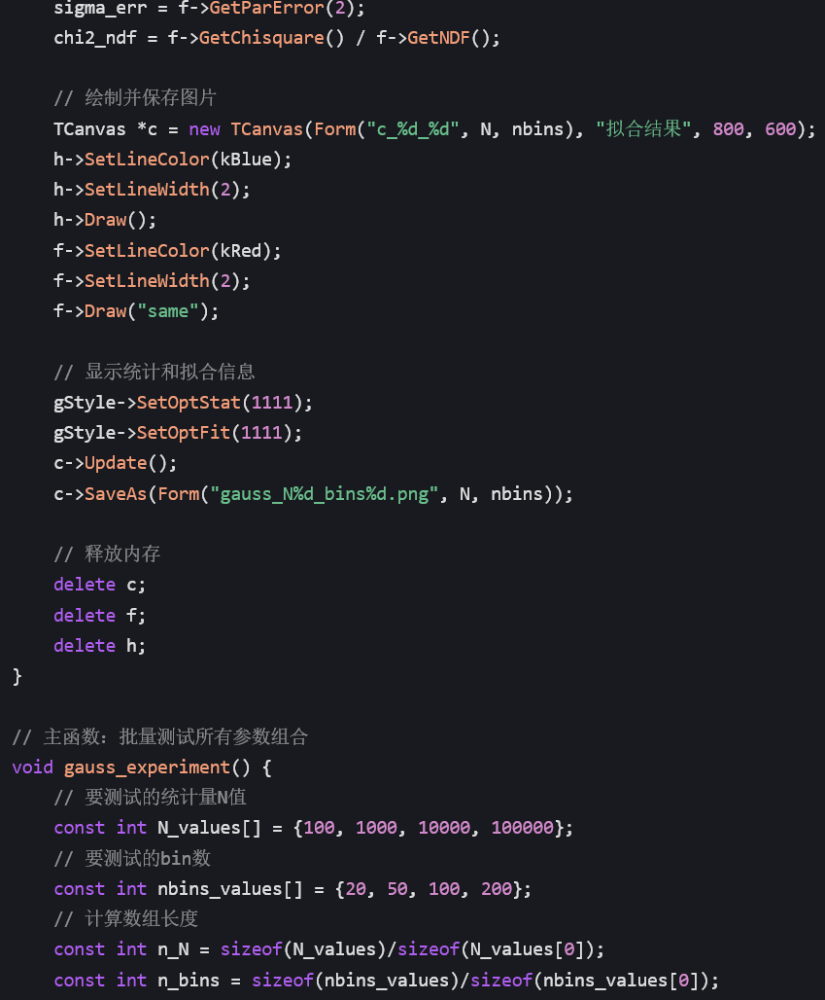 sigma_err = f->GetParError(2);
chi2_ndf = f->GetChisquare() / f->GetNDF();
// 绘制并保存图片
TCanvas *c = new TCanvas(Form("c_%d_%d", N, nbins), "拟合结果", 800, 600);
h->SetLineColor(kBlue);
h->SetLineWidth(2);
h->Draw();
f->SetLineColor(kRed);
f->SetLineWidth(2);
f->Draw("same");
// 显示统计和拟合信息
gStyle->SetOptStat(1111);
gStyle->SetOptFit(1111);
c->Update();
c->SaveAs(Form("gauss_N%d_bins%d.png", N, nbins));
// 释放内存
delete c;
delete f;
delete h;
}
// 主函数：批量测试所有参数组合
void gauss_experiment() {
// 要测试的统计量N值
const int N_values[] = {100, 1000, 10000, 100000};
// 要测试的bin数
const int nbins_values[] = {20, 50, 100, 200};
// 计算数组长度
const int n_N = sizeof(N_values)/sizeof(N_values[0]);
const int n_bins = sizeof(nbins_values)/sizeof(nbins_values[0]);